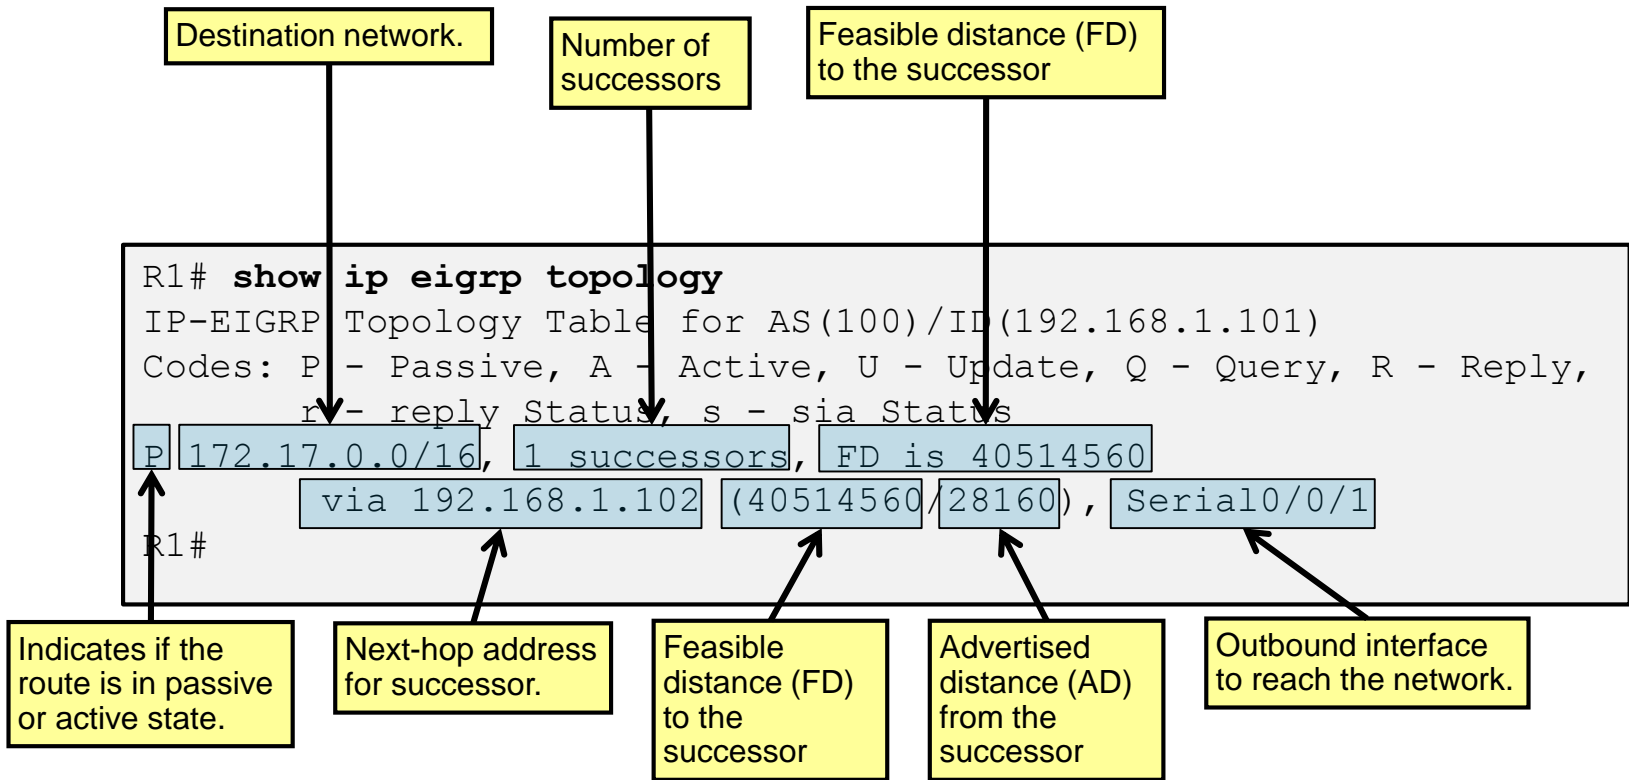 Destination network.
Number of
successors
Feasible distance (FD)
to the successor
R1# show ip eigrp topology
IP-EIGRP Topology Table for AS(100)/ID(192.168.1.101)
Codes: P - Passive, A - Active, U - Update, Q - Query, R - Reply,
r - reply Status, s - sia Status
P 172.17.0.0/16, 1 successors, FD is 40514560
via 192.168.1.102 (40514560/28160), Serial0/0/1
R1#
Indicates if the
route is in passive
or active state.
Next-hop address
for successor.
Feasible
distance (FD)
to the
successor
Advertised
distance (AD)
from the
successor
Outbound interface
to reach the network.